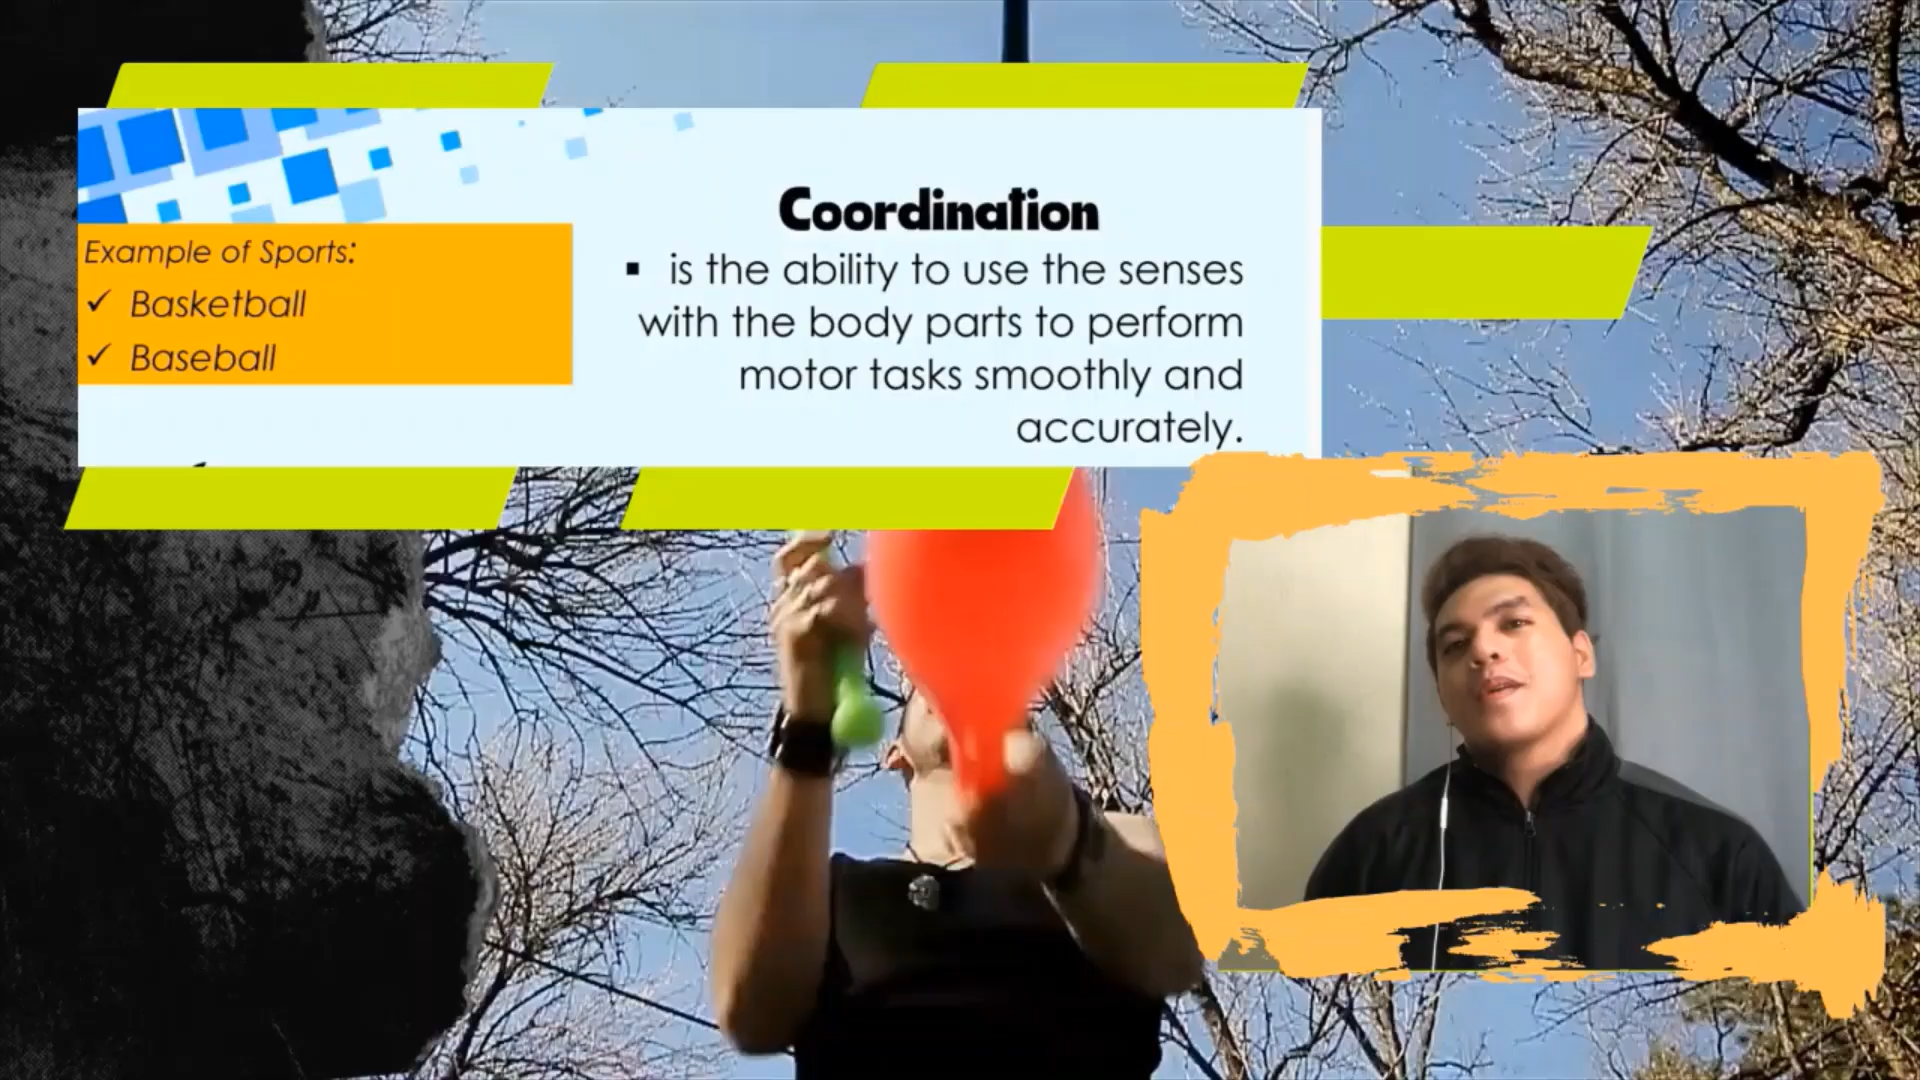 Example of Sports:
✓ Basketball
✓ Baseball
Coordination
▪ is the ability to use the senses
with the body parts to perform
motor tasks smoothly and
accurately.